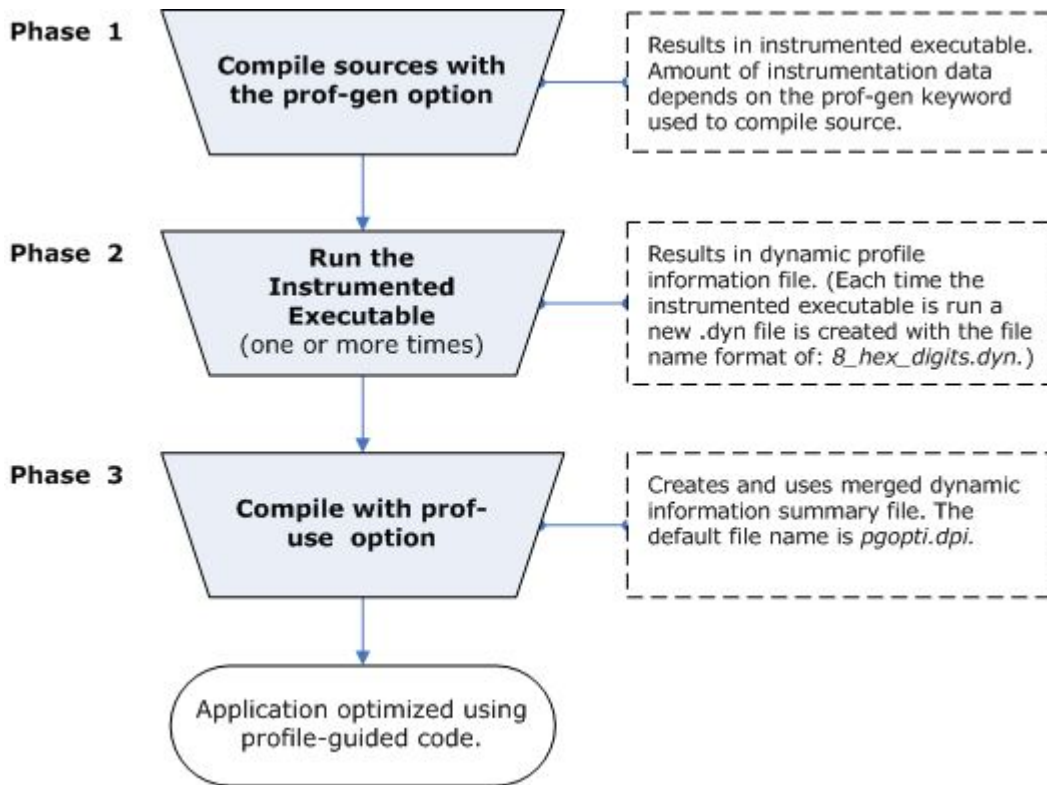 Phase 1
Compile sources with
the prof-gen option
Results in instrumented executable.
Amount of instrumentation data
depends on the prof-gen keyword
used to compile source.
Phase 2
Run the
Instrumented
Executable
(one or more times)
Results in dynamic profile
information file. (Each time the
instrumented executable is run a
new .dyn file is created with the file
name format of: 8_hex_digits.dyn.)
Phase 3
Compile with prof-
use option
Creates and uses merged dynamic
information summary file. The
default file name is pgopti.dpi.
Application optimized using
profile-guided code.